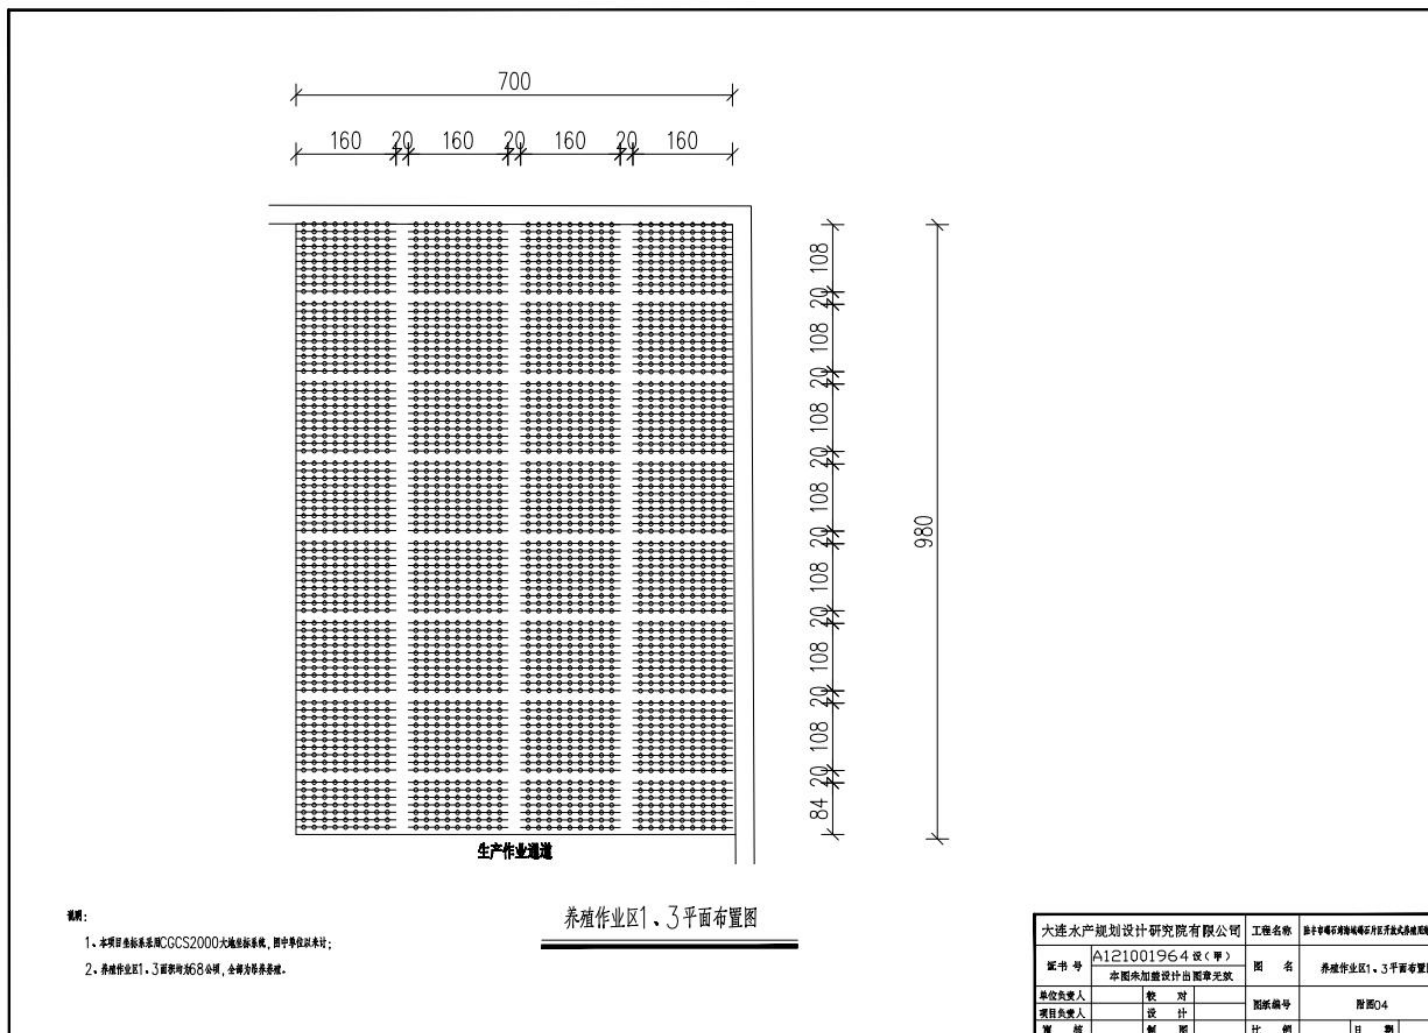 700
160 20 160 20 160 20 160
108
20
108
20
108
20
108
20
108
20
108
20
108
20
84
980
生产作业通道
养殖作业区1、3平面布置图
说明:
1、本项目坐标系采用CGCS2000大地坐标系统,图中单位以米计;
2、养殖作业区1、3面积均为68公顷,全部为吊养养殖。
大连水产规划设计研究院有限公司 工程名称
证书号 A121001964设(甲) 图 名 养殖作业区1、3平面布置图
本图未加盖设计出图章无效
单位负责人 校 对 图纸编号 附图04
项目负责人 设 计
审 核 制 图 比 例 日 期